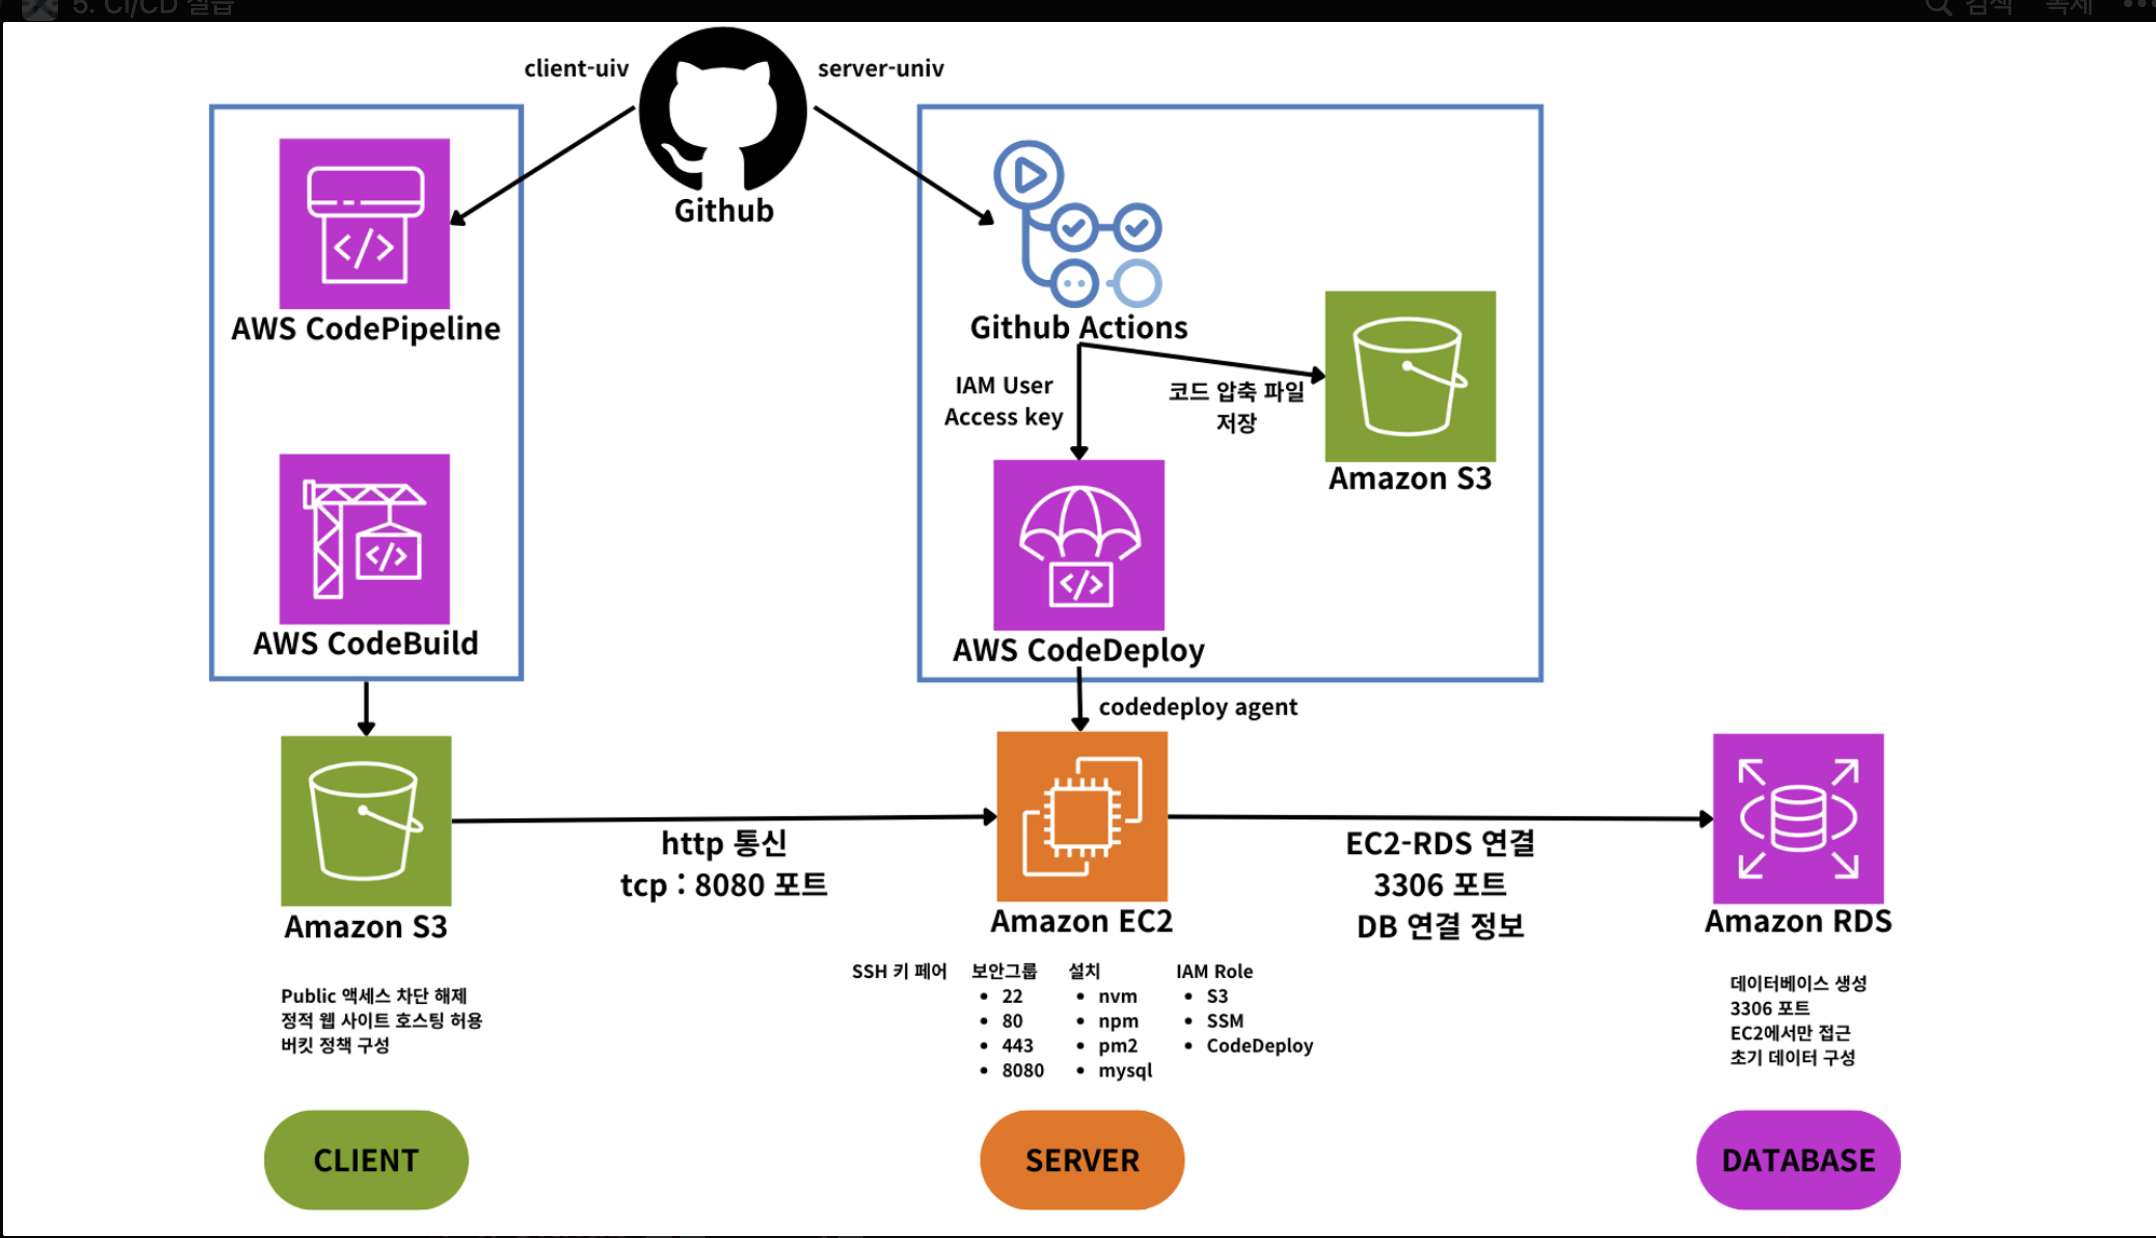 5. CI/CD 실습
검색
복제
client-uiv
server-univ
Github
AWS CodePipeline
AWS CodeBuild
Github Actions
IAM User
Access key
코드 압축 파일
저장
Amazon S3
AWS CodeDeploy
codedeploy agent
Amazon S3
http 통신
tcp : 8080 포트
Amazon EC2
EC2-RDS 연결
3306 포트
DB 연결 정보
Amazon RDS
Public 액세스 차단 해제
정적 웹 사이트 호스팅 허용
버킷 정책 구성
SSH 키 페어
보안그룹
• 22
• 80
• 443
• 8080
설치
• nvm
• npm
• pm2
• mysql
IAM Role
• S3
• SSM
• CodeDeploy
데이터베이스 생성
3306 포트
EC2에서만 접근
초기 데이터 구성
CLIENT
SERVER
DATABASE